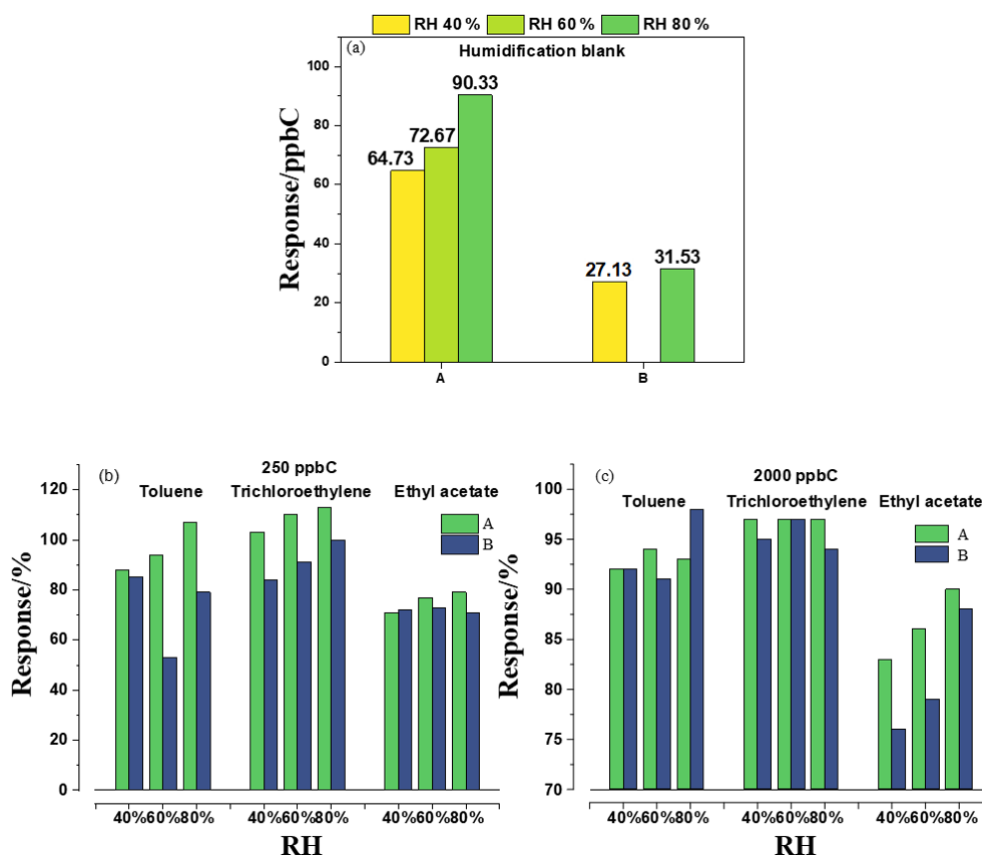 RH 40 % RH 60 % RH 80 %
(a) Humidification blank
Response/ppbC
100
80
60
40
20
0
64.73
72.67
90.33
27.13
31.53
A B
(b) 250 ppbC
Toluene Trichloroethylene Ethyl acetate
A
B
Response/%
120
100
80
60
40
20
0
40%60%80% 40%60%80% 40%60%80%
RH
(c) 2000 ppbC
Toluene Trichloroethylene Ethyl acetate
A
B
Response/%
100
95
90
85
80
75
70
40%60%80% 40%60%80% 40%60%80%
RH